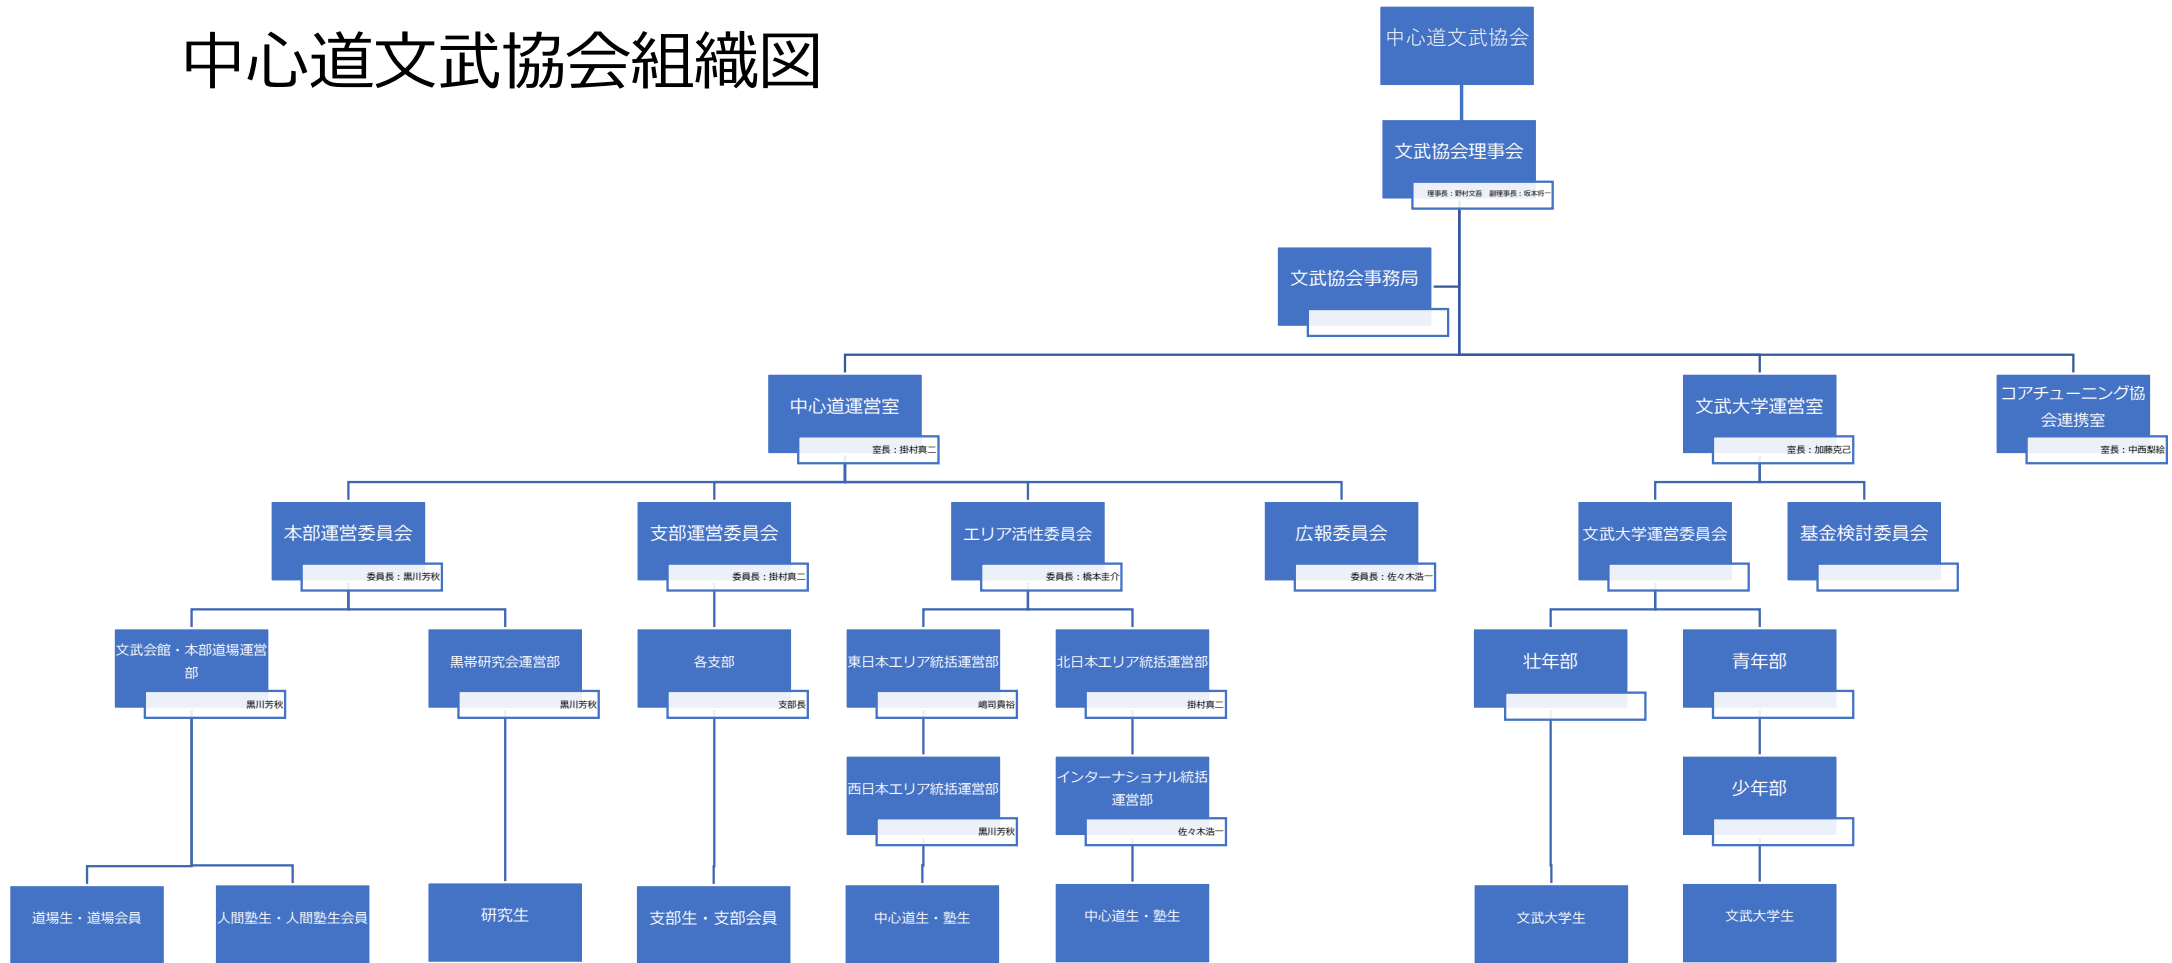 中心道文武協会組織図
中心道文武協会
文武協会理事会
理事長：野村文吾　副理事長：坂本将一
文武協会事務局
中心道運営室
室長：掛村真二
文武大学運営室
室長：加藤克己
コアチューニング協
会連携室
室長：中西梨絵
本部運営委員会
委員長：黒川芳秋
支部運営委員会
委員長：掛村真二
エリア活性委員会
委員長：橋本圭介
広報委員会
委員長：佐々木浩一
文武大学運営委員会
基金検討委員会
文武会館・本部道場運営
部
黒川芳秋
黒帯研究会運営部
黒川芳秋
各支部
支部長
東日本エリア統括運営部
嶋司貴裕
北日本エリア統括運営部
掛村真二
壮年部
青年部
西日本エリア統括運営部
黒川芳秋
インターナショナル統括
運営部
佐々木浩一
少年部
道場生・道場会員
人間塾生・人間塾生会員
研究生
支部生・支部会員
中心道生・塾生
中心道生・塾生
文武大学生
文武大学生